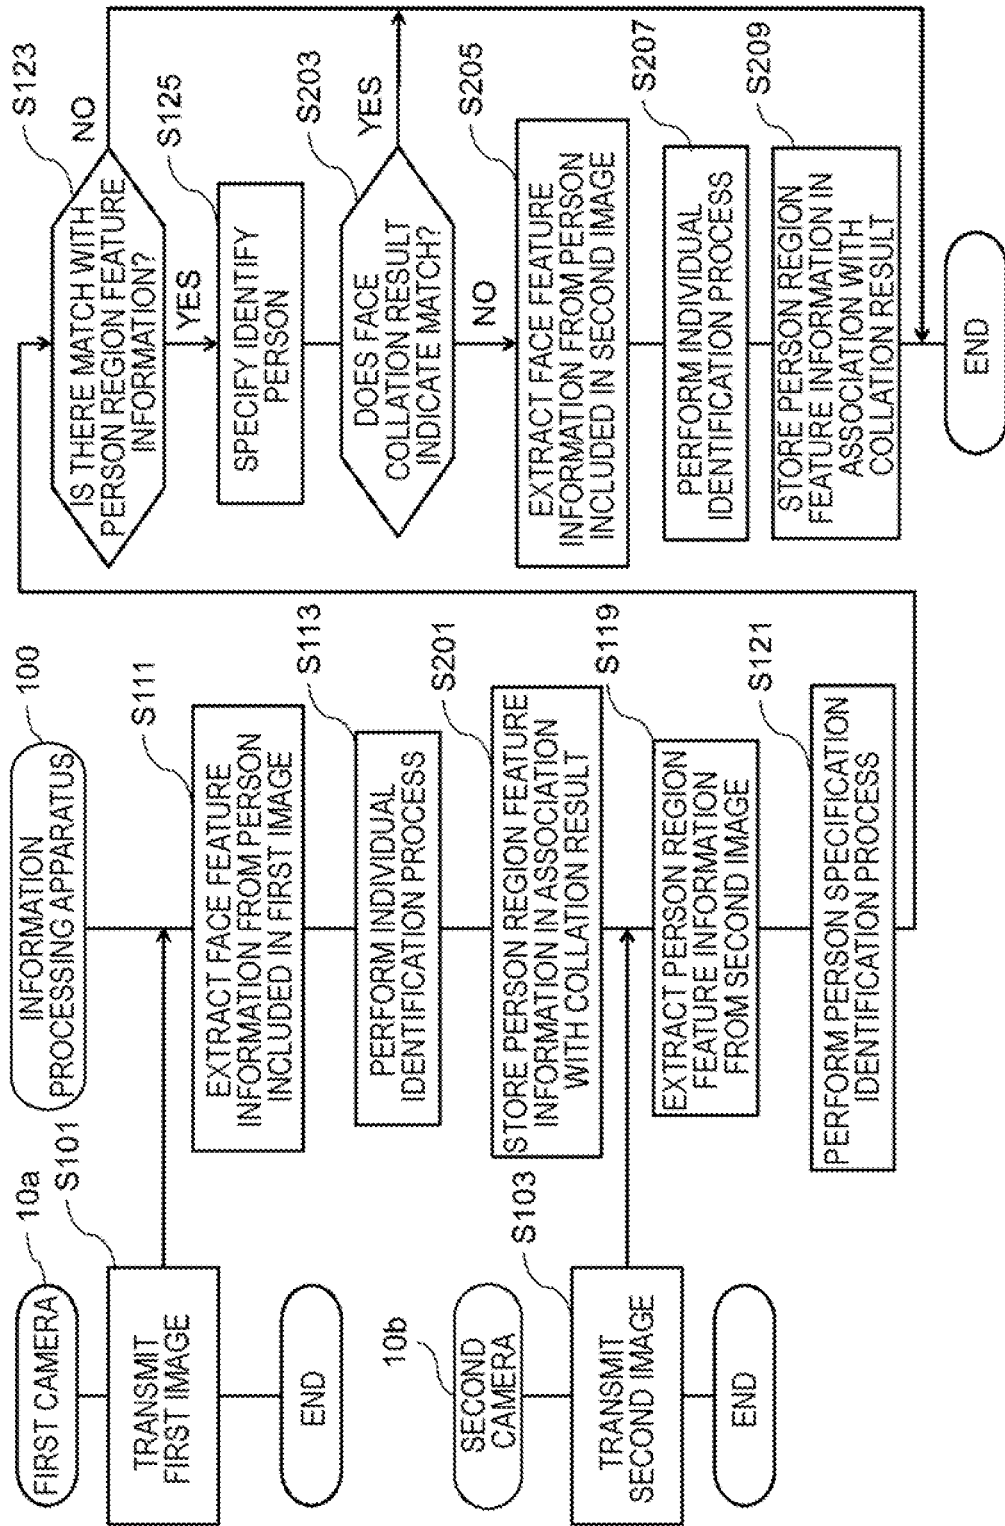 FIRST CAMERA
10a
S101
TRANSMIT
FIRST IMAGE
END
10b
SECOND
CAMERA
S103
TRANSMIT
SECOND IMAGE
END
100
INFORMATION
PROCESSING APPARATUS
S111
EXTRACT FACE FEATURE
INFORMATION FROM PERSON
INCLUDED IN FIRST IMAGE
S113
PERFORM INDIVIDUAL
IDENTIFICATION PROCESS
S201
STORE PERSON REGION FEATURE
INFORMATION IN ASSOCIATION
WITH COLLATION RESULT
S119
EXTRACT PERSON REGION
FEATURE INFORMATION
FROM SECOND IMAGE
S121
PERFORM PERSON SPECIFICATION
IDENTIFICATION PROCESS
S123
IS THERE MATCH WITH
PERSON REGION FEATURE
INFORMATION?
NO
YES
S125
SPECIFY IDENTIFY
PERSON
S203
DOES FACE
COLLATION RESULT
INDICATE MATCH?
YES
NO
S205
EXTRACT FACE FEATURE
INFORMATION FROM PERSON
INCLUDED IN SECOND IMAGE
S207
PERFORM INDIVIDUAL
IDENTIFICATION PROCESS
S209
STORE PERSON REGION
FEATURE INFORMATION IN
ASSOCIATION WITH
COLLATION RESULT
END